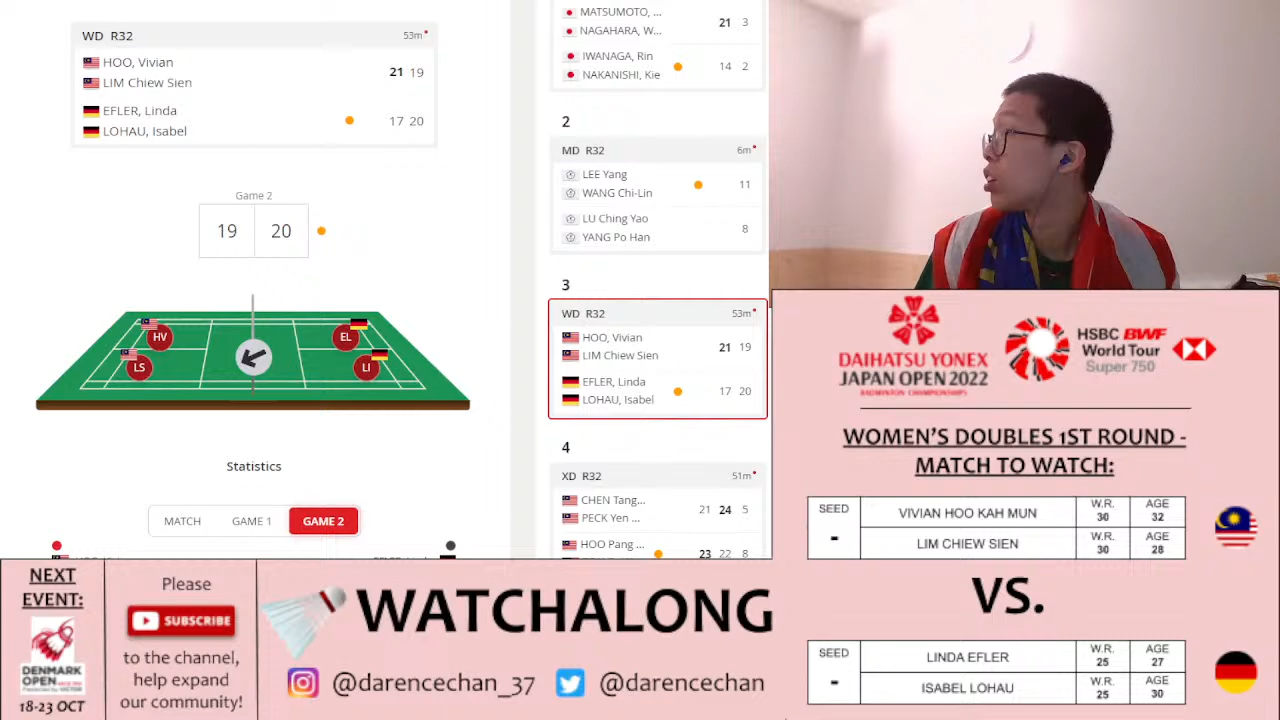 WD R32 53m
HOO, Vivian
LIM Chiew Sien
21 19
EFLER, Linda
LOHAU, Isabel
17 20
Game 2
19 20
HV
LS
EL
LI
Statistics
MATCH GAME 1 GAME 2
MATSUMOTO, ...
NAGAHARA, W...
21 3
IWANAGA, Rin
NAKANISHI, Kie
14 2
2
MD R32 6m
LEE Yang
WANG Chi-Lin
11
LU Ching Yao
YANG Po Han
8
3
WD R32 53m
HOO, Vivian
LIM Chiew Sien
21 19
EFLER, Linda
LOHAU, Isabel
17 20
4
XD R32 51m
CHEN Tang...
PECK Yen ...
21 24 5
HOO Pang ...
23 22 8
DAIHATSU YONEX
JAPAN OPEN 2022
BADMINTON CHAMPIONSHIPS
HSBC BWF
World Tour
Super 750
WOMEN'S DOUBLES 1ST ROUND -
MATCH TO WATCH:
SEED
-
VIVIAN HOO KAH MUN
W.R.
30
AGE
32
LIM CHIEW SIEN
W.R.
30
AGE
28
VS.
SEED
-
LINDA EFLER
W.R.
25
AGE
27
ISABEL LOHAU
W.R.
25
AGE
30
NEXT
EVENT:
DENMARK
OPEN
18-23 OCT
Please
SUBSCRIBE
to the channel,
help expand
our community!
WATCHALONG
@darencechan_37
@darencechan